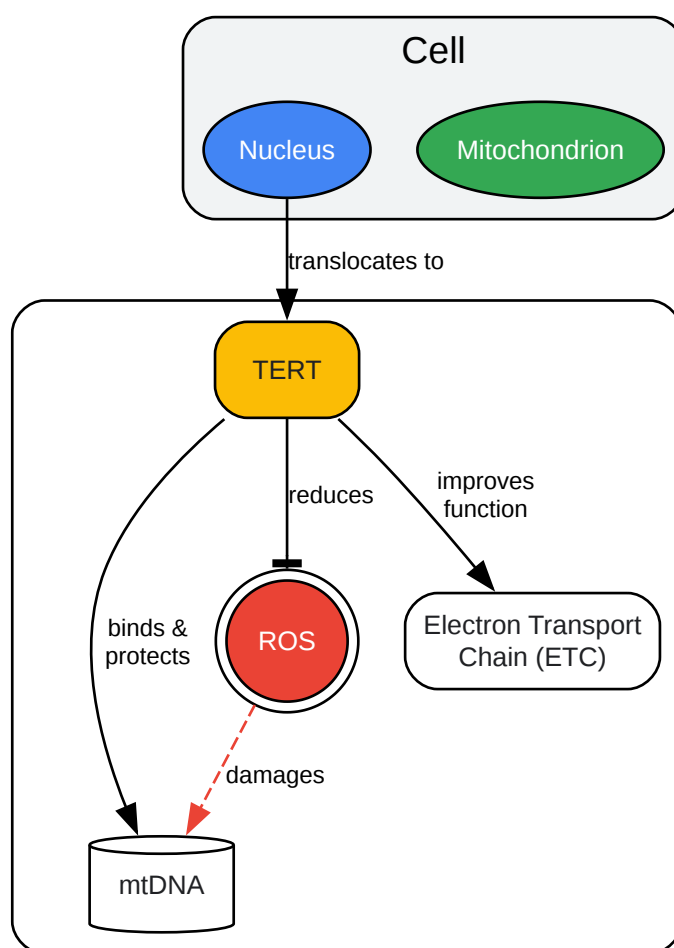 Cell
Nucleus
Mitochondrion
translocates to
TERT
reduces
improves
function
binds &
protects
ROS
Electron Transport
Chain (ETC)
damages
mtDNA